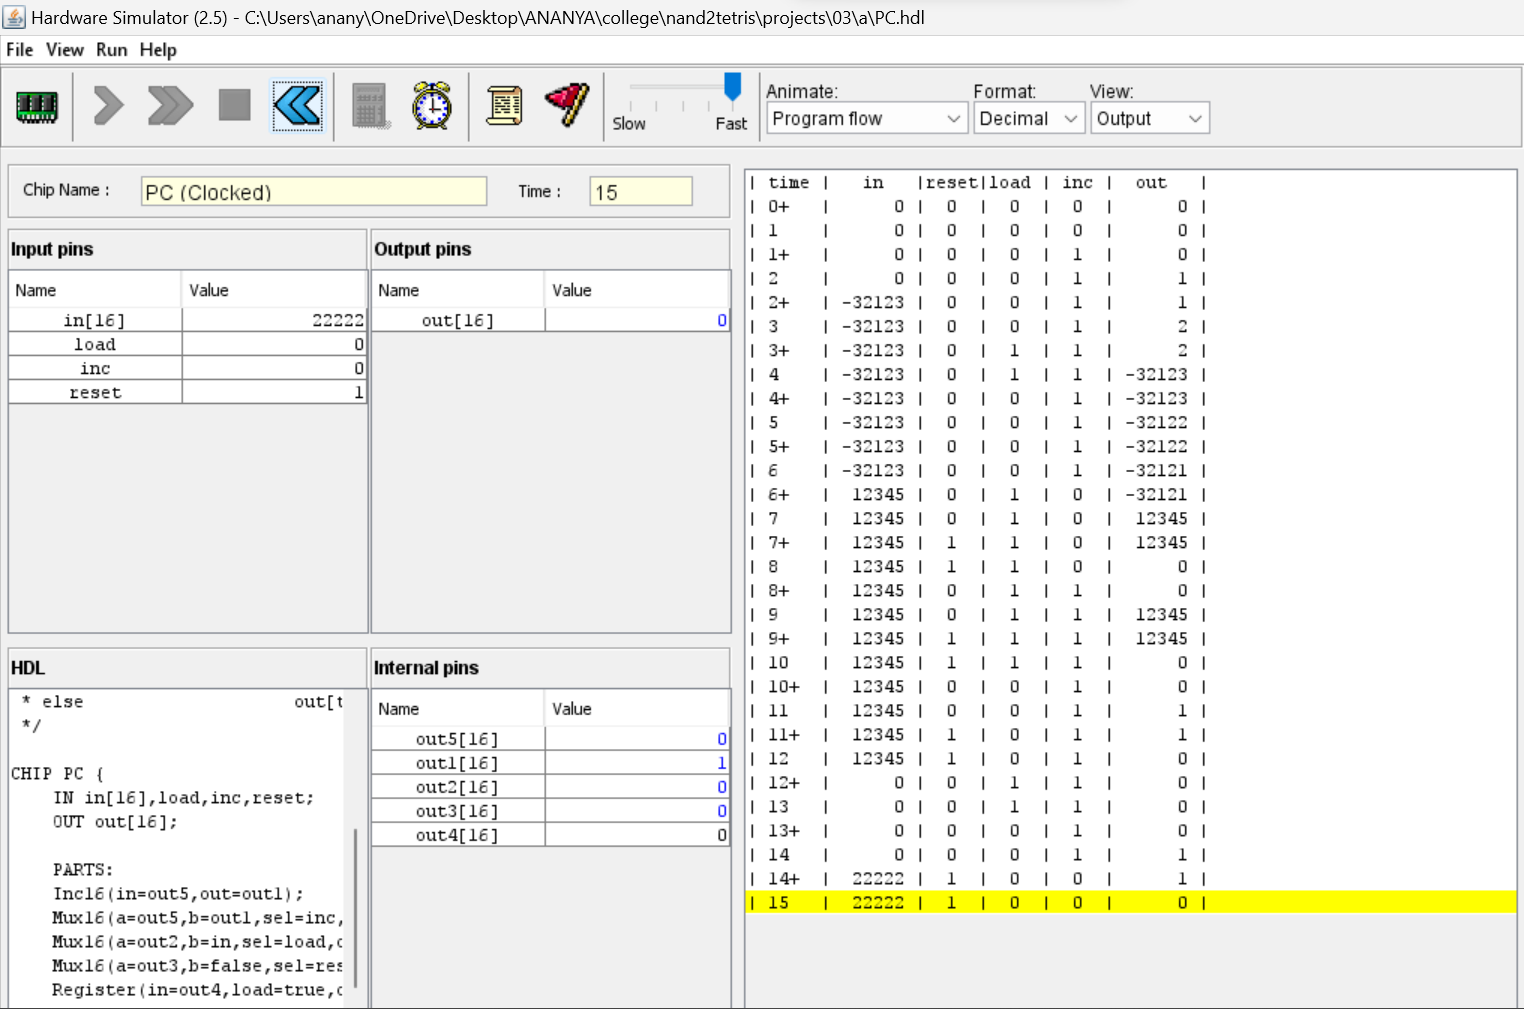 Hardware Simulator (2.5) - C:\Users\anany\OneDrive\Desktop\ANANYA\college\nand2tetris\projects\03\a\PC.hdl
File View Run Help
Slow Fast
Animate: Format: View:
Program flow Decimal Output
Chip Name : PC (Clocked) Time : 15
Input pins
Name Value
in[16] 22222
load 0
inc 0
reset 1
Output pins
Name Value
out[16] 0
HDL
* else out[t
*/
CHIP PC {
IN in[16],load,inc,reset;
OUT out[16];
PARTS:
Inc16(in=out5,out=out1);
Mux16(a=out5,b=out1,sel=inc,
Mux16(a=out2,b=in,sel=load,o
Mux16(a=out3,b=false,sel=res
Register(in=out4,load=true,o
Internal pins
Name Value
out5[16] 0
out1[16] 1
out2[16] 0
out3[16] 0
out4[16] 0
| time | in |reset|load | inc | out |
| 0+ | 0 | 0 | 0 | 0 | 0 |
| 1 | 0 | 0 | 0 | 0 | 0 |
| 1+ | 0 | 0 | 0 | 1 | 0 |
| 2 | 0 | 0 | 0 | 1 | 1 |
| 2+ | -32123 | 0 | 0 | 1 | 1 |
| 3 | -32123 | 0 | 0 | 1 | 2 |
| 3+ | -32123 | 0 | 1 | 1 | 2 |
| 4 | -32123 | 0 | 1 | 1 | -32123 |
| 4+ | -32123 | 0 | 0 | 1 | -32123 |
| 5 | -32123 | 0 | 0 | 1 | -32122 |
| 5+ | -32123 | 0 | 0 | 1 | -32122 |
| 6 | -32123 | 0 | 0 | 1 | -32121 |
| 6+ | 12345 | 0 | 1 | 0 | -32121 |
| 7 | 12345 | 0 | 1 | 0 | 12345 |
| 7+ | 12345 | 1 | 1 | 0 | 12345 |
| 8 | 12345 | 1 | 1 | 0 | 0 |
| 8+ | 12345 | 0 | 1 | 1 | 0 |
| 9 | 12345 | 0 | 1 | 1 | 12345 |
| 9+ | 12345 | 1 | 1 | 1 | 12345 |
| 10 | 12345 | 1 | 1 | 1 | 0 |
| 10+ | 12345 | 0 | 0 | 1 | 0 |
| 11 | 12345 | 0 | 0 | 1 | 1 |
| 11+ | 12345 | 1 | 0 | 1 | 1 |
| 12 | 12345 | 1 | 0 | 1 | 0 |
| 12+ | 0 | 0 | 1 | 1 | 0 |
| 13 | 0 | 0 | 1 | 1 | 0 |
| 13+ | 0 | 0 | 0 | 1 | 0 |
| 14 | 0 | 0 | 0 | 1 | 1 |
| 14+ | 22222 | 1 | 0 | 0 | 1 |
| 15 | 22222 | 1 | 0 | 0 | 0 |